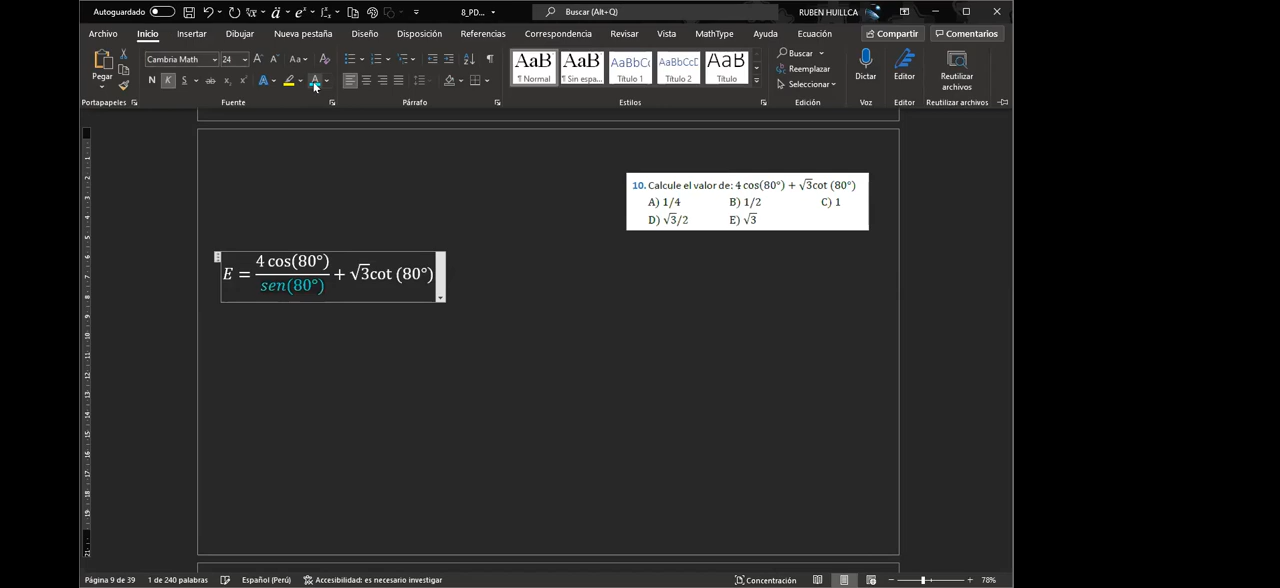 Autoguardado
8_PD...
Buscar (Alt+Q)
RUBEN HUILLCA
Archivo Inicio Insertar Dibujar Nueva pestaña Diseño Disposición Referencias Correspondencia Revisar Vista MathType Ayuda Ecuación Compartir Comentarios
Pegar
Cambria Math 24
Aa
N K S ab
AaB AaB AaBbCc AaBbCcD AaB
¶ Normal ¶ Sin espa... Título 1 Título 2 Título
Buscar
Reemplazar
Seleccionar
Dictar
Editor
Reutilizar archivos
Portapapeles Fuente Párrafo Estilos Edición Voz Editor Reutilizar archivos
10. Calcule el valor de: 4 cos(80°) + √3cot (80°)
A) 1/4 B) 1/2 C) 1
D) √3/2 E) √3
E = 4 cos(80°)/sen(80°) + √3cot (80°)
Página 9 de 39 1 de 240 palabras Español (Perú) Accesibilidad: es necesario investigar Concentración 78%